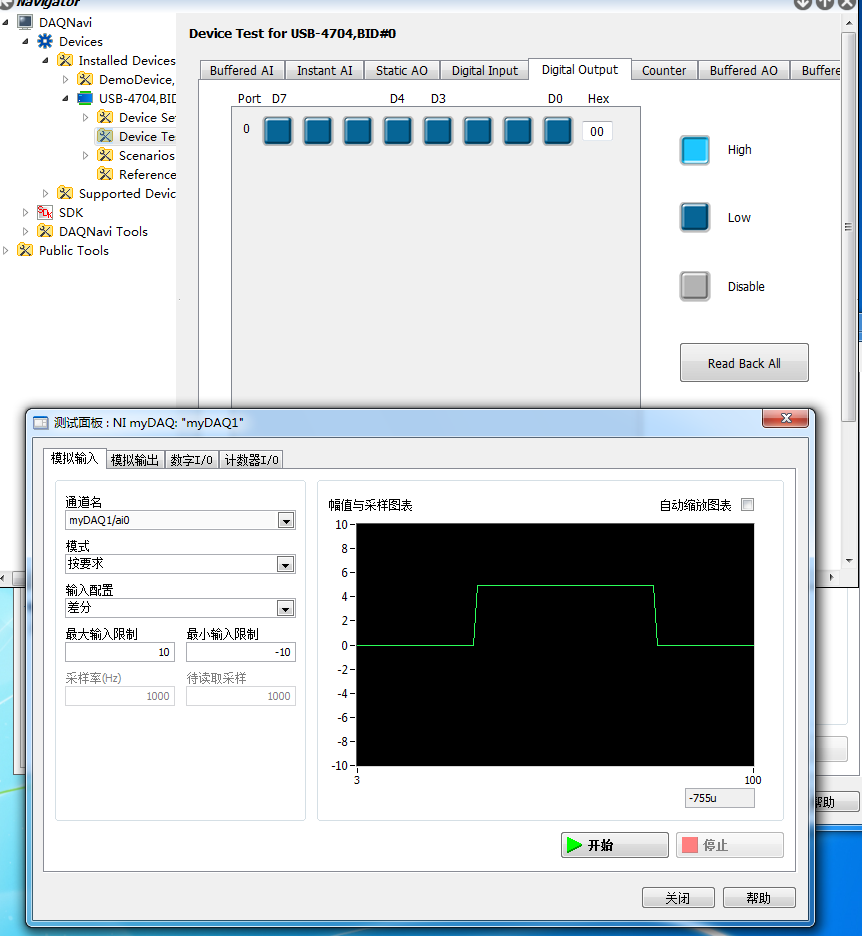 Navigator
DAQNavi
Devices
Installed Devices
DemoDevice,
USB-4704,BID
Device Se
Device Te
Scenarios
Reference
Supported Devic
SDK
DAQNavi Tools
Public Tools
Device Test for USB-4704,BID#0
Buffered AI Instant AI Static AO Digital Input Digital Output Counter Buffered AO Buffere
Port D7 D4 D3 D0 Hex
0 00
High
Low
Disable
Read Back All
测试面板 : NI myDAQ: "myDAQ1"
模拟输入 模拟输出 数字I/O 计数器I/O
通道名
myDAQ1/ai0
模式
按要求
输入配置
差分
最大输入限制 最小输入限制
10 -10
采样率(Hz) 待读取采样
1000 1000
幅值与采样图表 自动缩放图表
10
8
6
4
2
0
-2
-4
-6
-8
-10
3 100
-755u
开始 停止
关闭 帮助
帮助